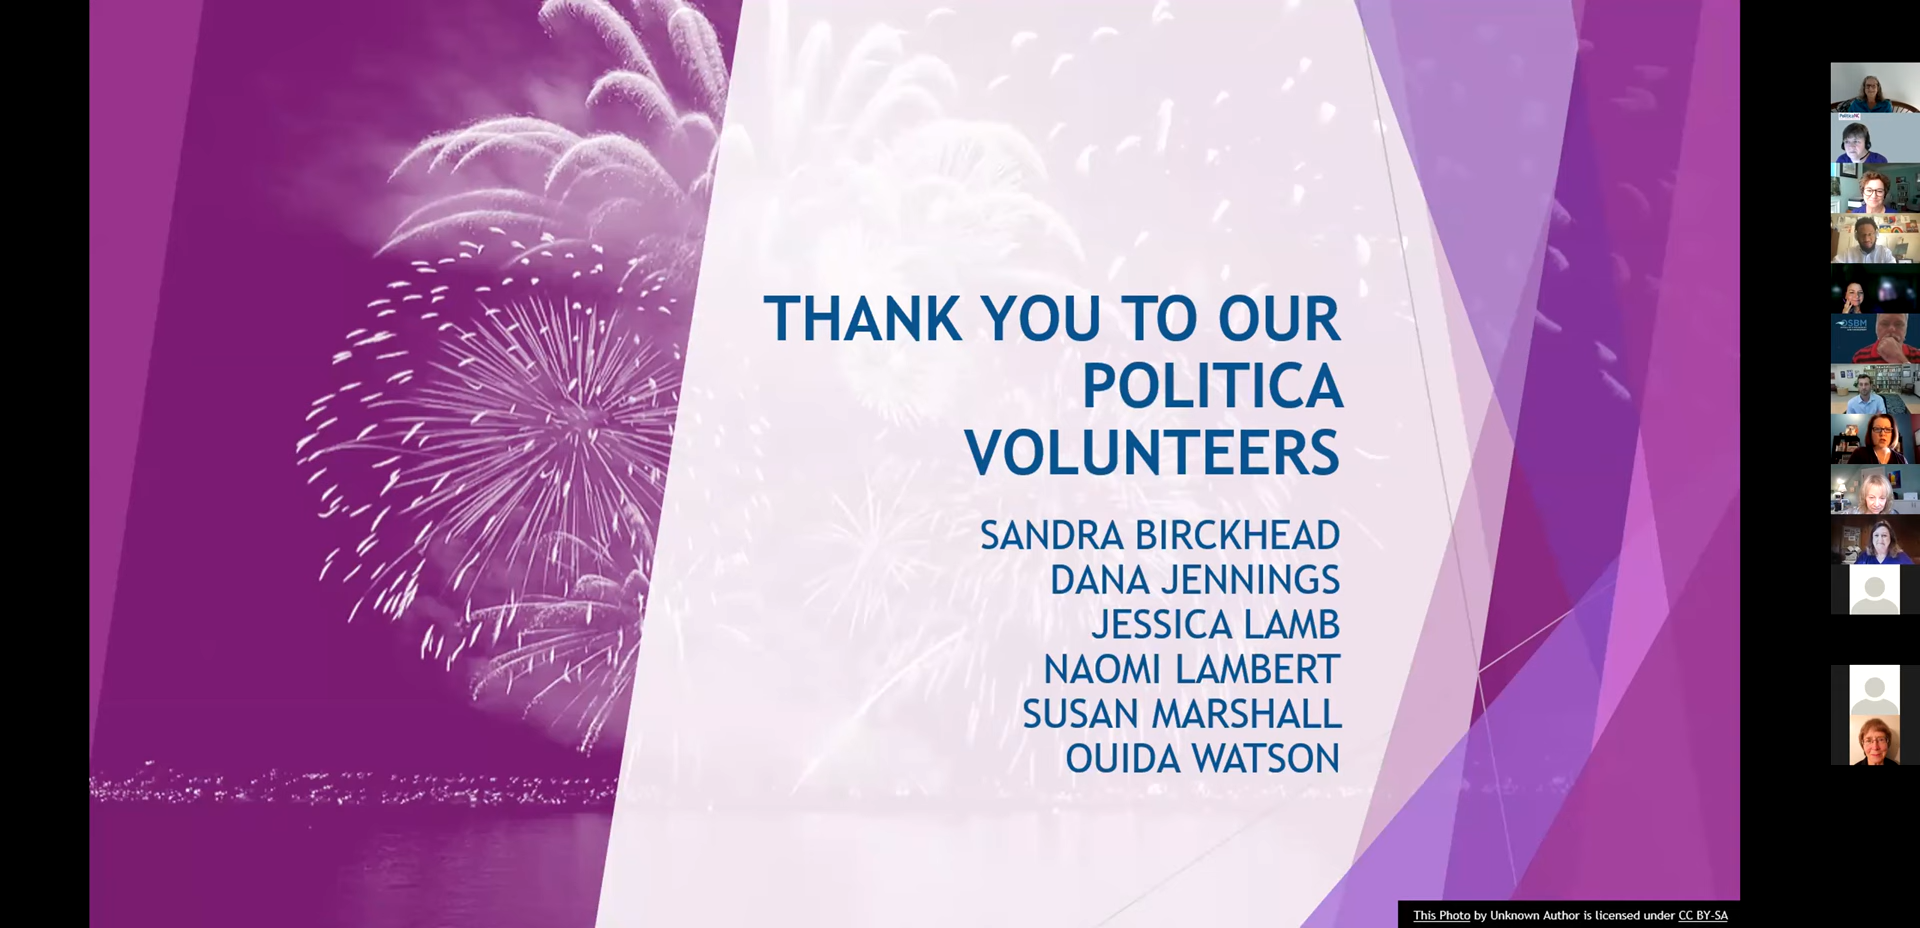 THANK YOU TO OUR
POLITICA
VOLUNTEERS
SANDRA BIRCKHEAD
DANA JENNINGS
JESSICA LAMB
NAOMI LAMBERT
SUSAN MARSHALL
OUIDA WATSON
This Photo by Unknown Author is licensed under CC BY-SA
OSBM